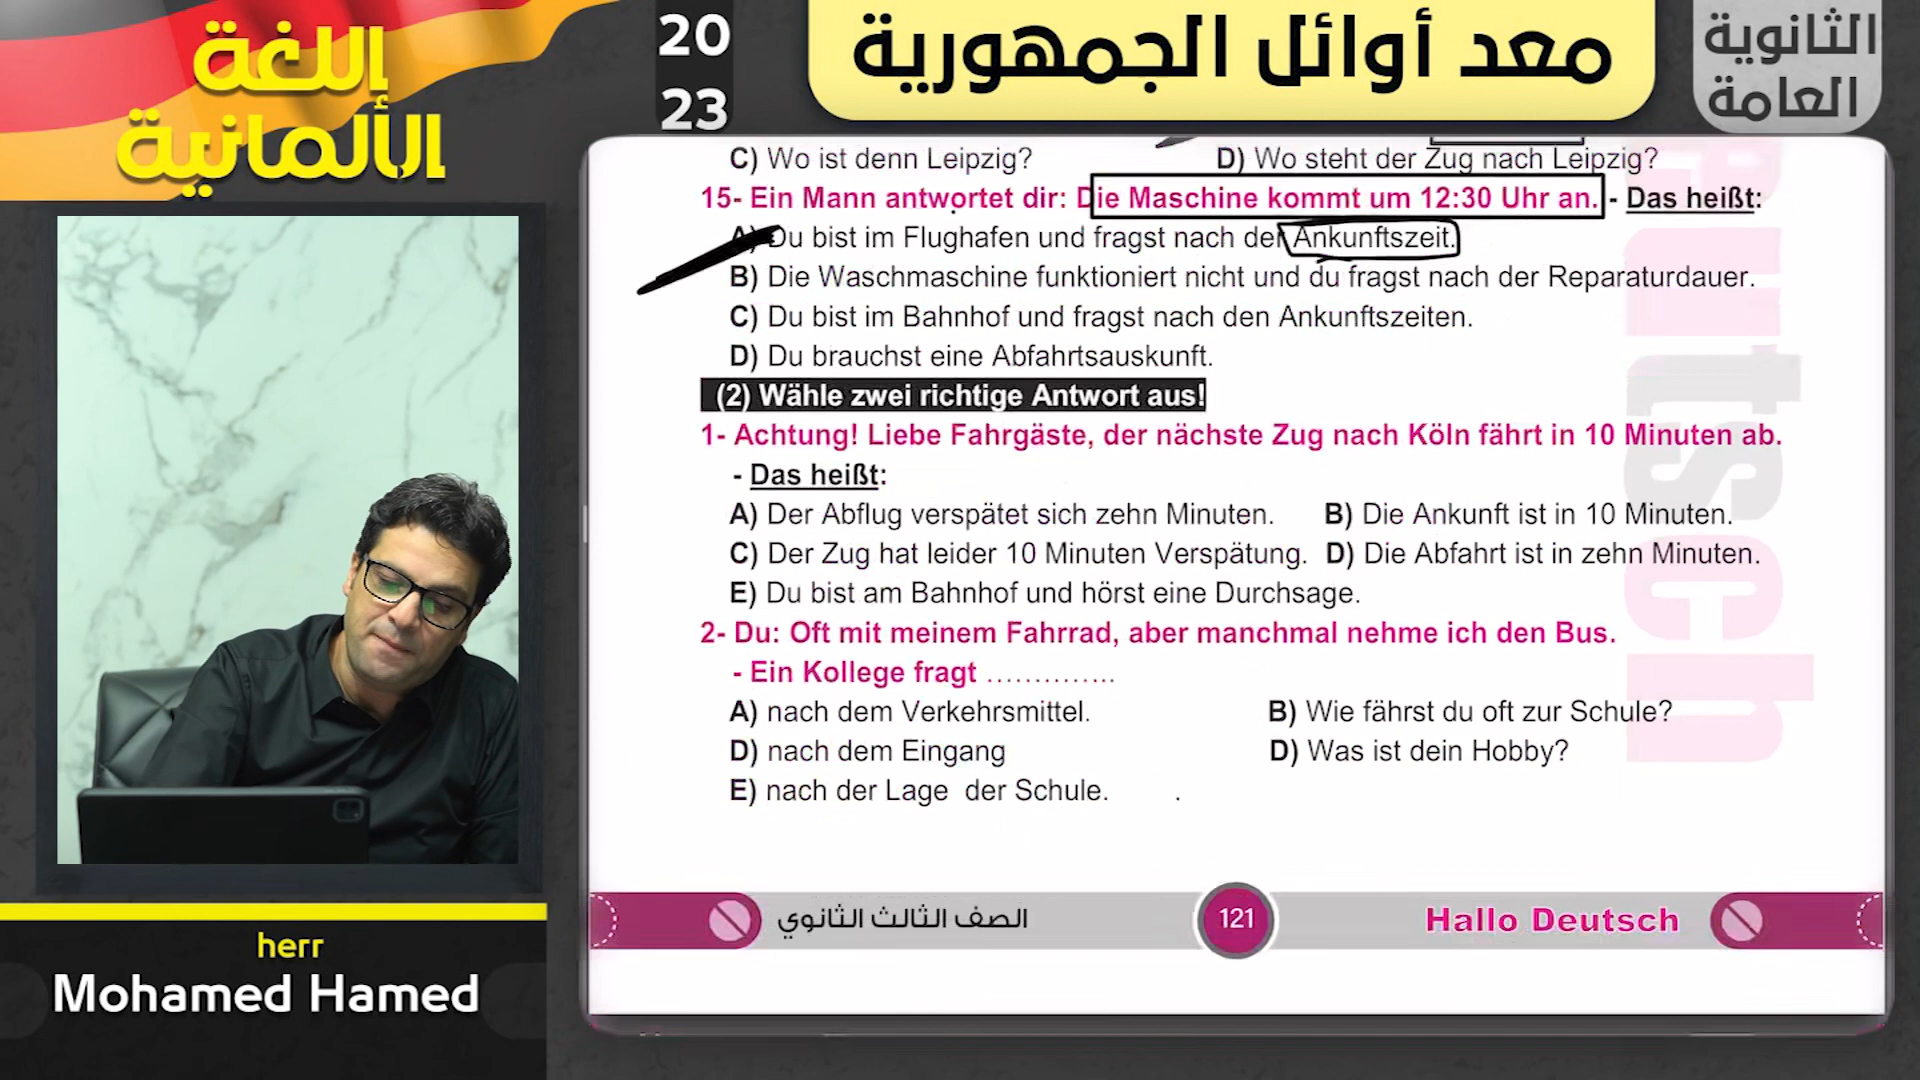 اللغة
الألمانية
20
23
معد أوائل الجمهورية
الثانوية
العامة
C) Wo ist denn Leipzig? D) Wo steht der Zug nach Leipzig?
15- Ein Mann antwortet dir: Die Maschine kommt um 12:30 Uhr an. - Das heißt:
A) Du bist im Flughafen und fragst nach der Ankunftszeit.
B) Die Waschmaschine funktioniert nicht und du fragst nach der Reparaturdauer.
C) Du bist im Bahnhof und fragst nach den Ankunftszeiten.
D) Du brauchst eine Abfahrtsauskunft.
(2) Wähle zwei richtige Antwort aus!
1- Achtung! Liebe Fahrgäste, der nächste Zug nach Köln fährt in 10 Minuten ab.
- Das heißt:
A) Der Abflug verspätet sich zehn Minuten. B) Die Ankunft ist in 10 Minuten.
C) Der Zug hat leider 10 Minuten Verspätung. D) Die Abfahrt ist in zehn Minuten.
E) Du bist am Bahnhof und hörst eine Durchsage.
2- Du: Oft mit meinem Fahrrad, aber manchmal nehme ich den Bus.
- Ein Kollege fragt ..............
A) nach dem Verkehrsmittel. B) Wie fährst du oft zur Schule?
D) nach dem Eingang D) Was ist dein Hobby?
E) nach der Lage der Schule. .
الصف الثالث الثانوي 121 Hallo Deutsch
herr
Mohamed Hamed